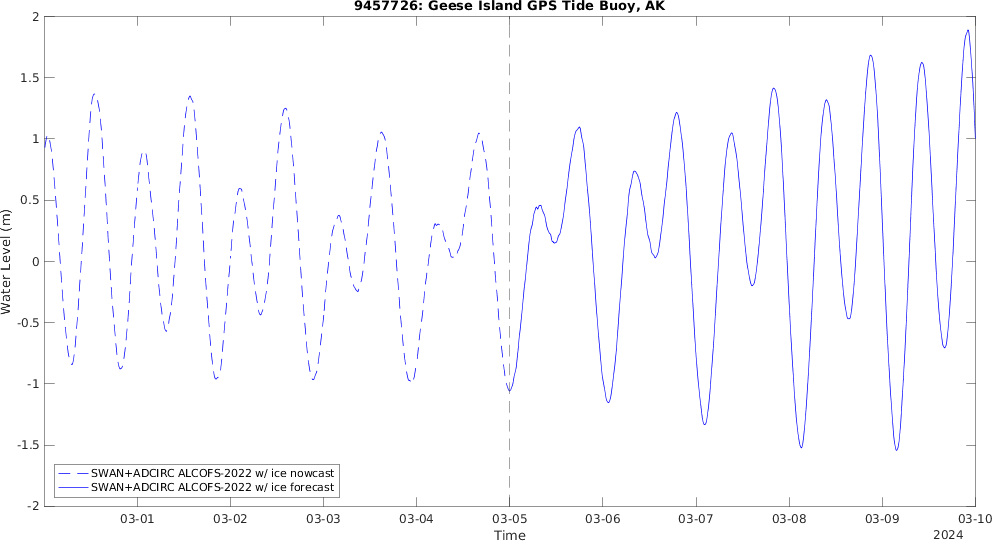 9457726: Geese Island GPS Tide Buoy, AK
2
1.5
1
0.5
0
-0.5
-1
-1.5
-2
Water Level (m)
SWAN+ADCIRC ALCOFS-2022 w/ ice nowcast
SWAN+ADCIRC ALCOFS-2022 w/ ice forecast
03-01 03-02 03-03 03-04 03-05 03-06 03-07 03-08 03-09 03-10
Time
2024